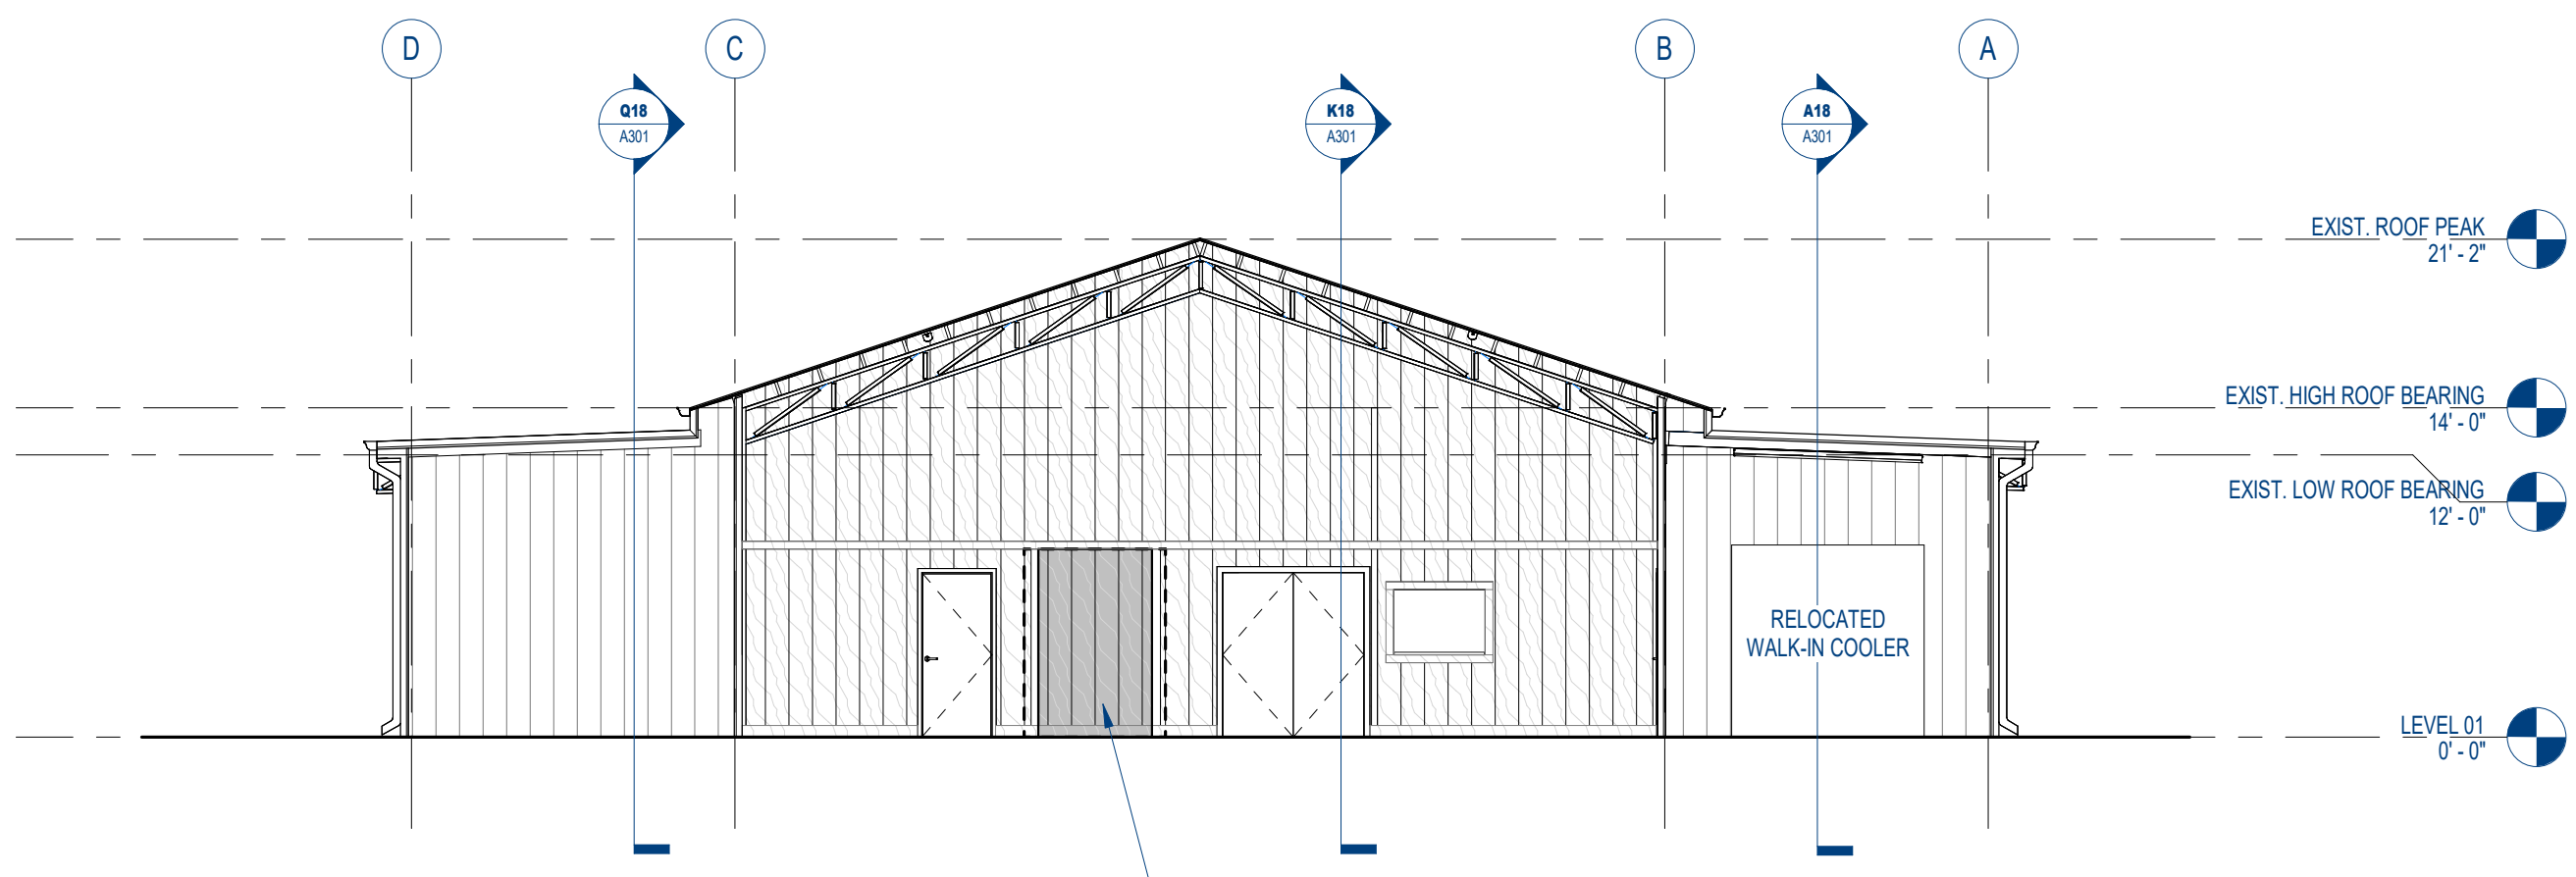 D
C
B
A
Q18
A301
K18
A301
A18
A301
EXIST. ROOF PEAK
21' - 2"
EXIST. HIGH ROOF BEARING
14' - 0"
EXIST. LOW ROOF BEARING
12' - 0"
RELOCATED
WALK-IN COOLER
LEVEL 01
0' - 0"